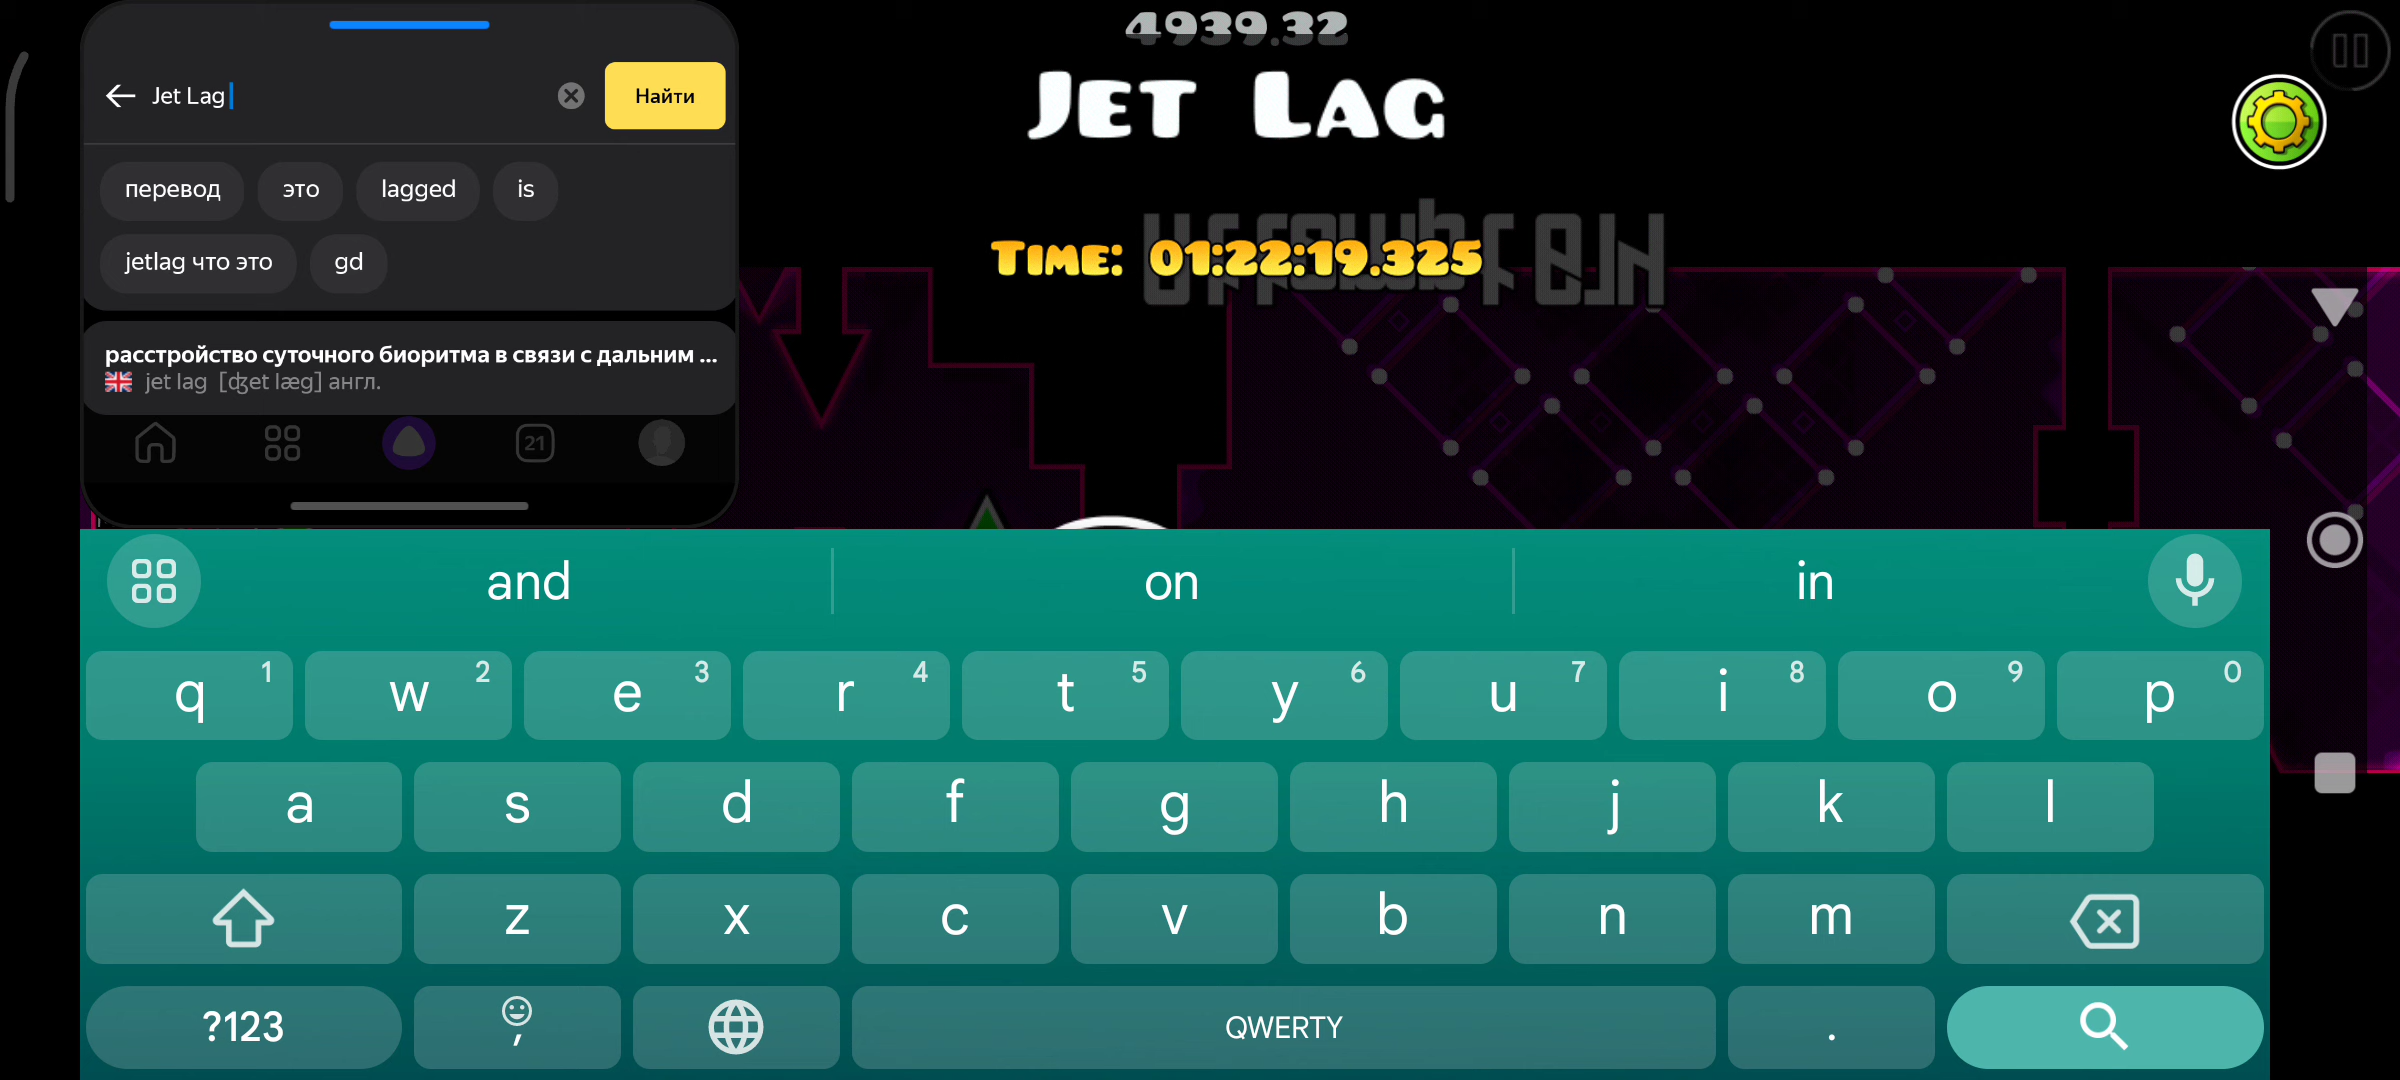 Jet Lag
Найти
перевод это lagged is
jetlag что это gd
расстройство суточного биоритма в связи с дальним ...
jet lag [ʤet læg] англ.
21
4939.32
Jet Lag
Time: 01:22:19.325
and on in
q 1 w 2 e 3 r 4 t 5 y 6 u 7 i 8 o 9 p 0
a s d f g h j k l
z x c v b n m
?123 , QWERTY .